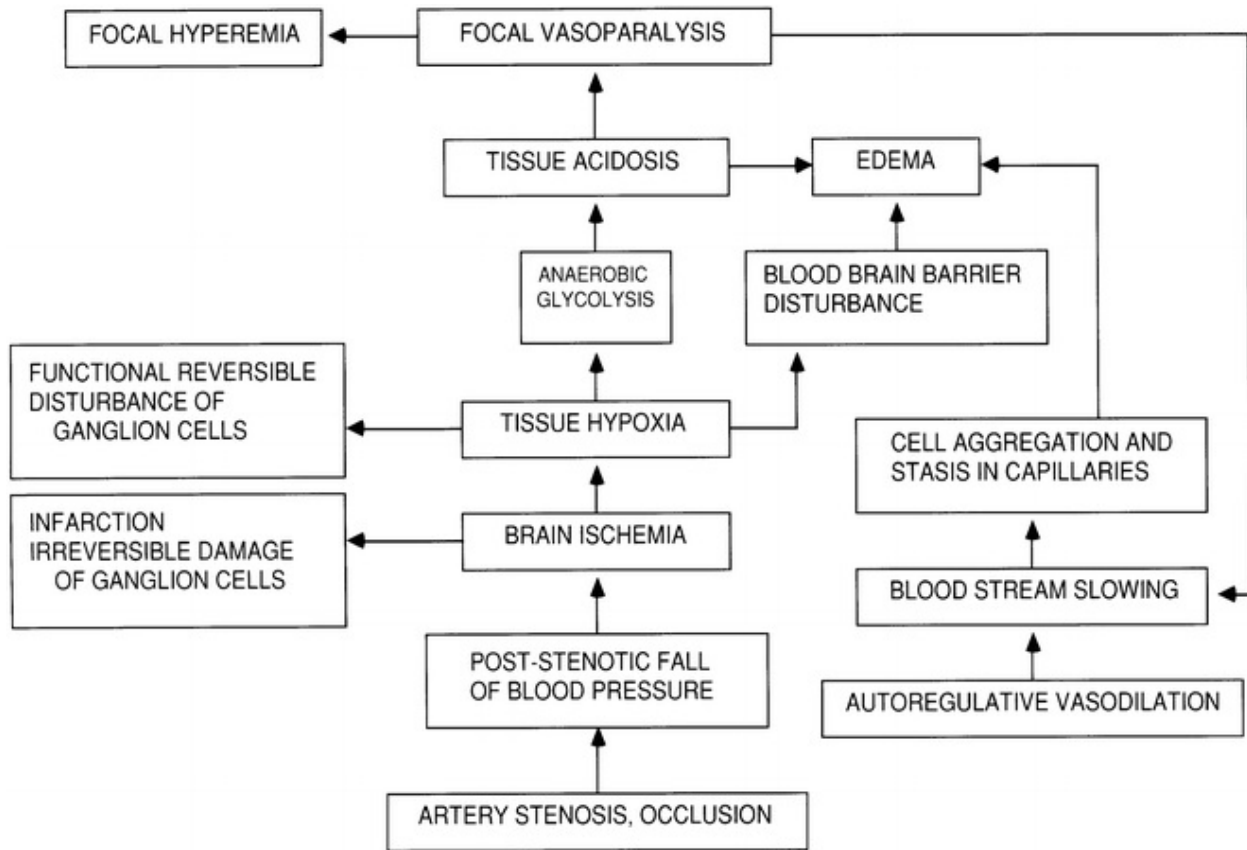 FOCAL HYPEREMIA
FOCAL VASOPARALYSIS
TISSUE ACIDOSIS
EDEMA
ANAEROBIC
GLYCOLYSIS
BLOOD BRAIN BARRIER
DISTURBANCE
FUNCTIONAL REVERSIBLE
DISTURBANCE OF
GANGLION CELLS
TISSUE HYPOXIA
CELL AGGREGATION AND
STASIS IN CAPILLARIES
INFARCTION
IRREVERSIBLE DAMAGE
OF GANGLION CELLS
BRAIN ISCHEMIA
BLOOD STREAM SLOWING
POST-STENOTIC FALL
OF BLOOD PRESSURE
AUTOREGULATIVE VASODILATION
ARTERY STENOSIS, OCCLUSION